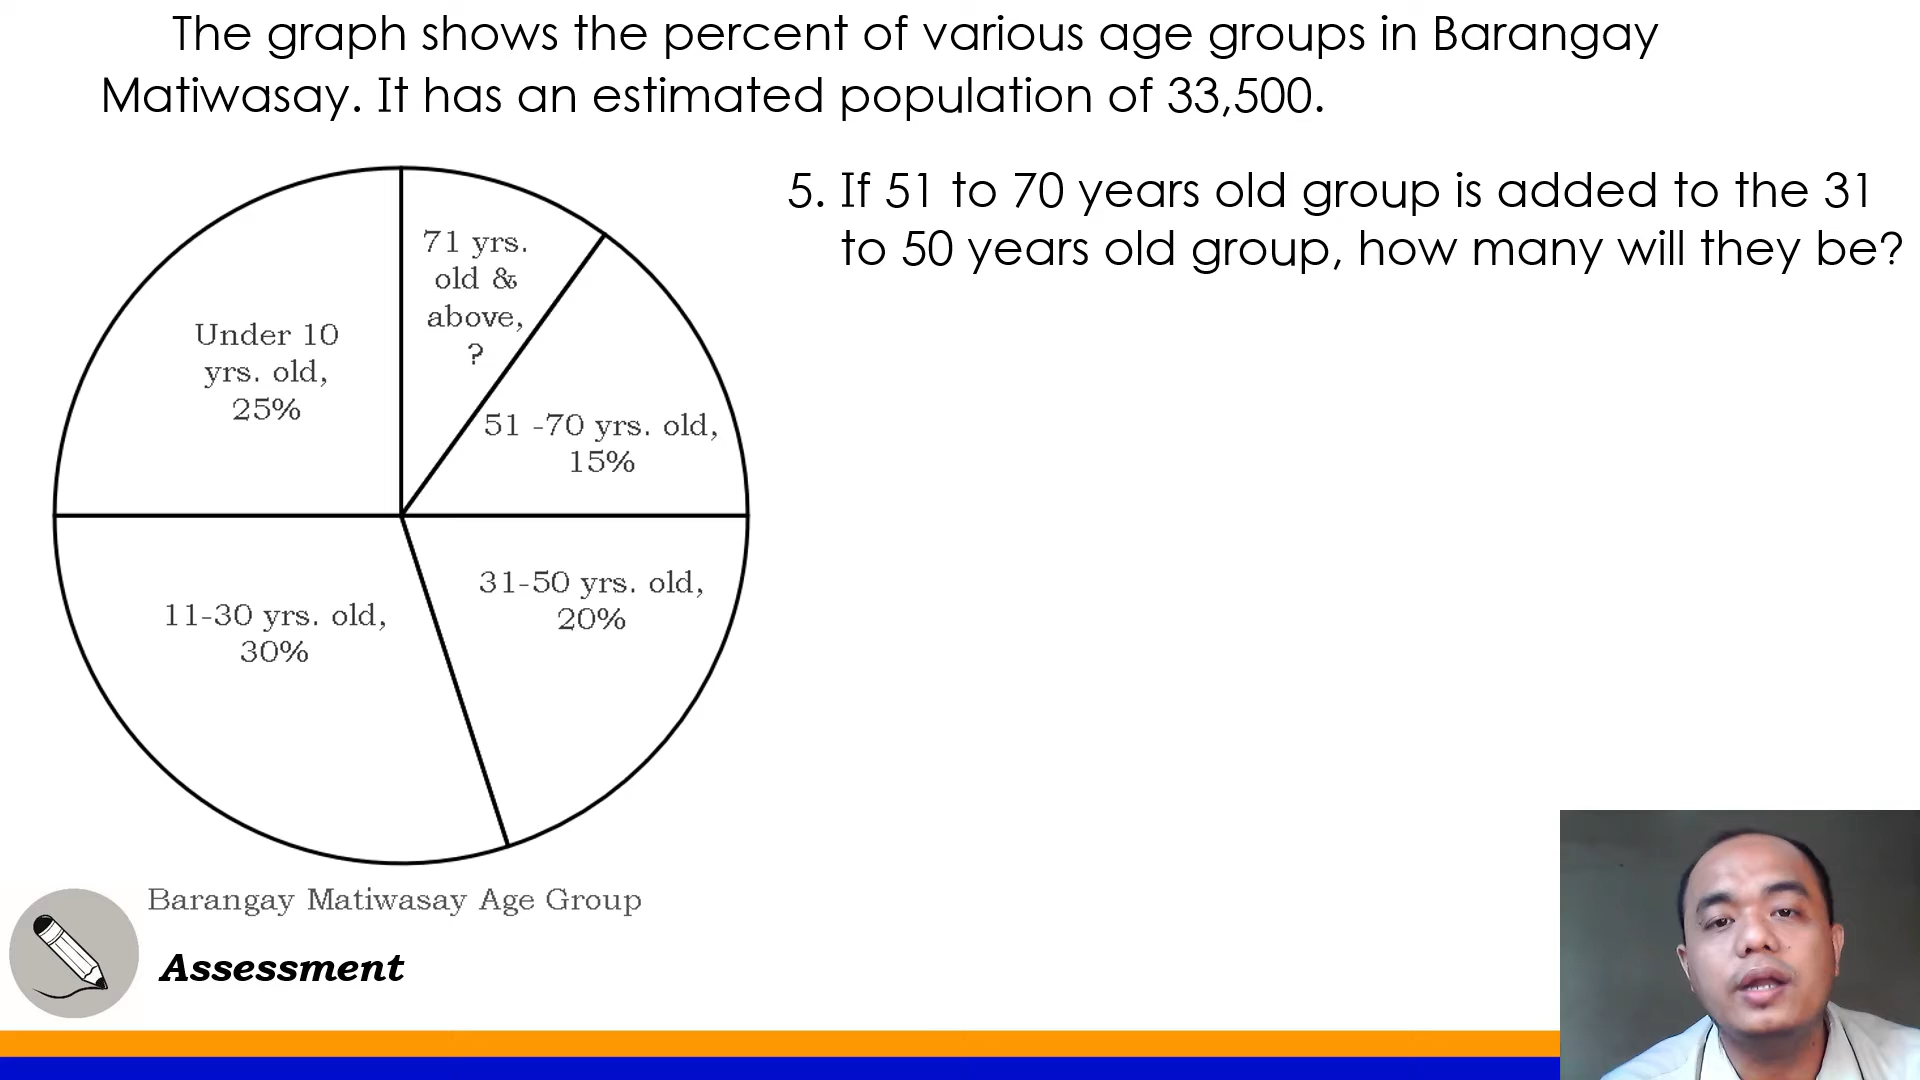 The graph shows the percent of various age groups in Barangay
Matiwasay. It has an estimated population of 33,500.
5. If 51 to 70 years old group is added to the 31
to 50 years old group, how many will they be?
71 yrs.
old &
above,
?
Under 10
yrs. old,
25%
51 -70 yrs. old,
15%
31-50 yrs. old,
20%
11-30 yrs. old,
30%
Barangay Matiwasay Age Group
Assessment